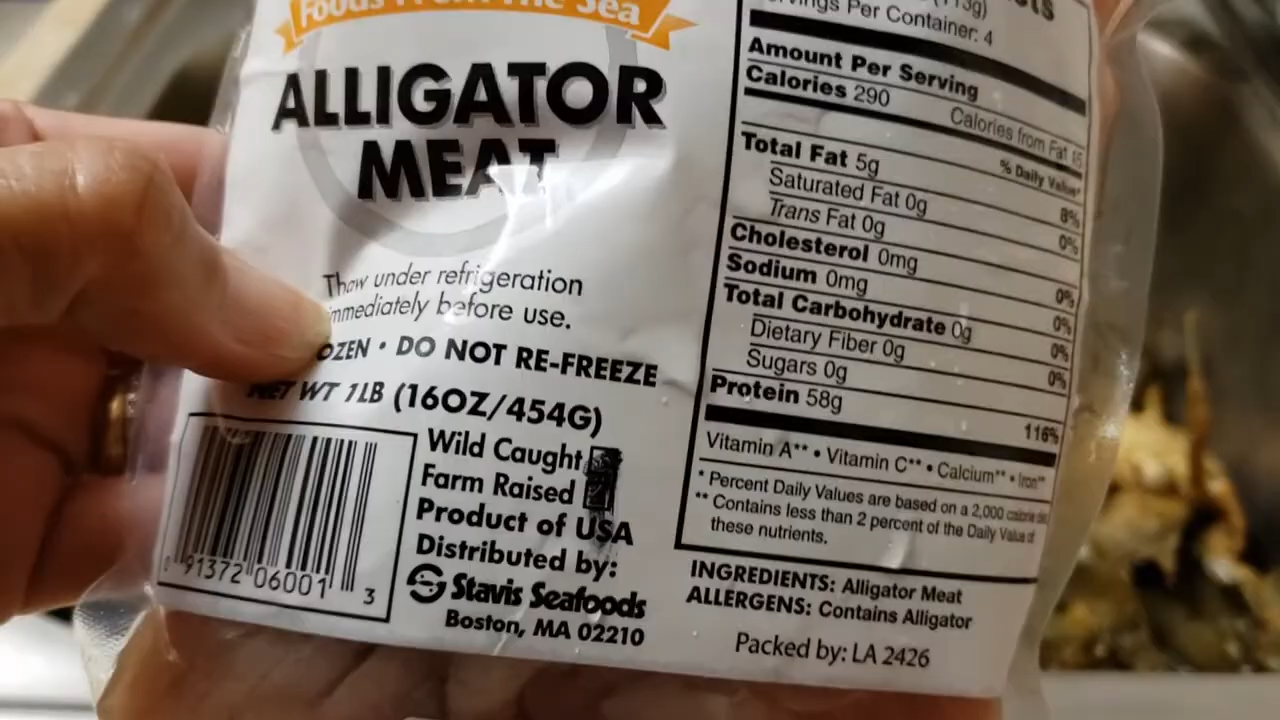 Foods From The Sea
ALLIGATOR
MEAT
Thaw under refrigeration
immediately before use.
OZEN • DO NOT RE-FREEZE
NET WT 1LB (16OZ/454G)
Wild Caught
Farm Raised
Product of USA
Distributed by:
Stavis Seafoods
Boston, MA 02210
0 91372 06001 3
(113g)
Servings Per Container: 4
Amount Per Serving
Calories 290
Calories from Fat
% Daily Value*
Total Fat 5g 8%
Saturated Fat 0g 0%
Trans Fat 0g
Cholesterol 0mg 0%
Sodium 0mg 0%
Total Carbohydrate 0g 0%
Dietary Fiber 0g 0%
Sugars 0g
Protein 58g 116%
Vitamin A** • Vitamin C** • Calcium** • Iron**
* Percent Daily Values are based on a 2,000 calorie
** Contains less than 2 percent of the Daily Value of
these nutrients.
INGREDIENTS: Alligator Meat
ALLERGENS: Contains Alligator
Packed by: LA 2426